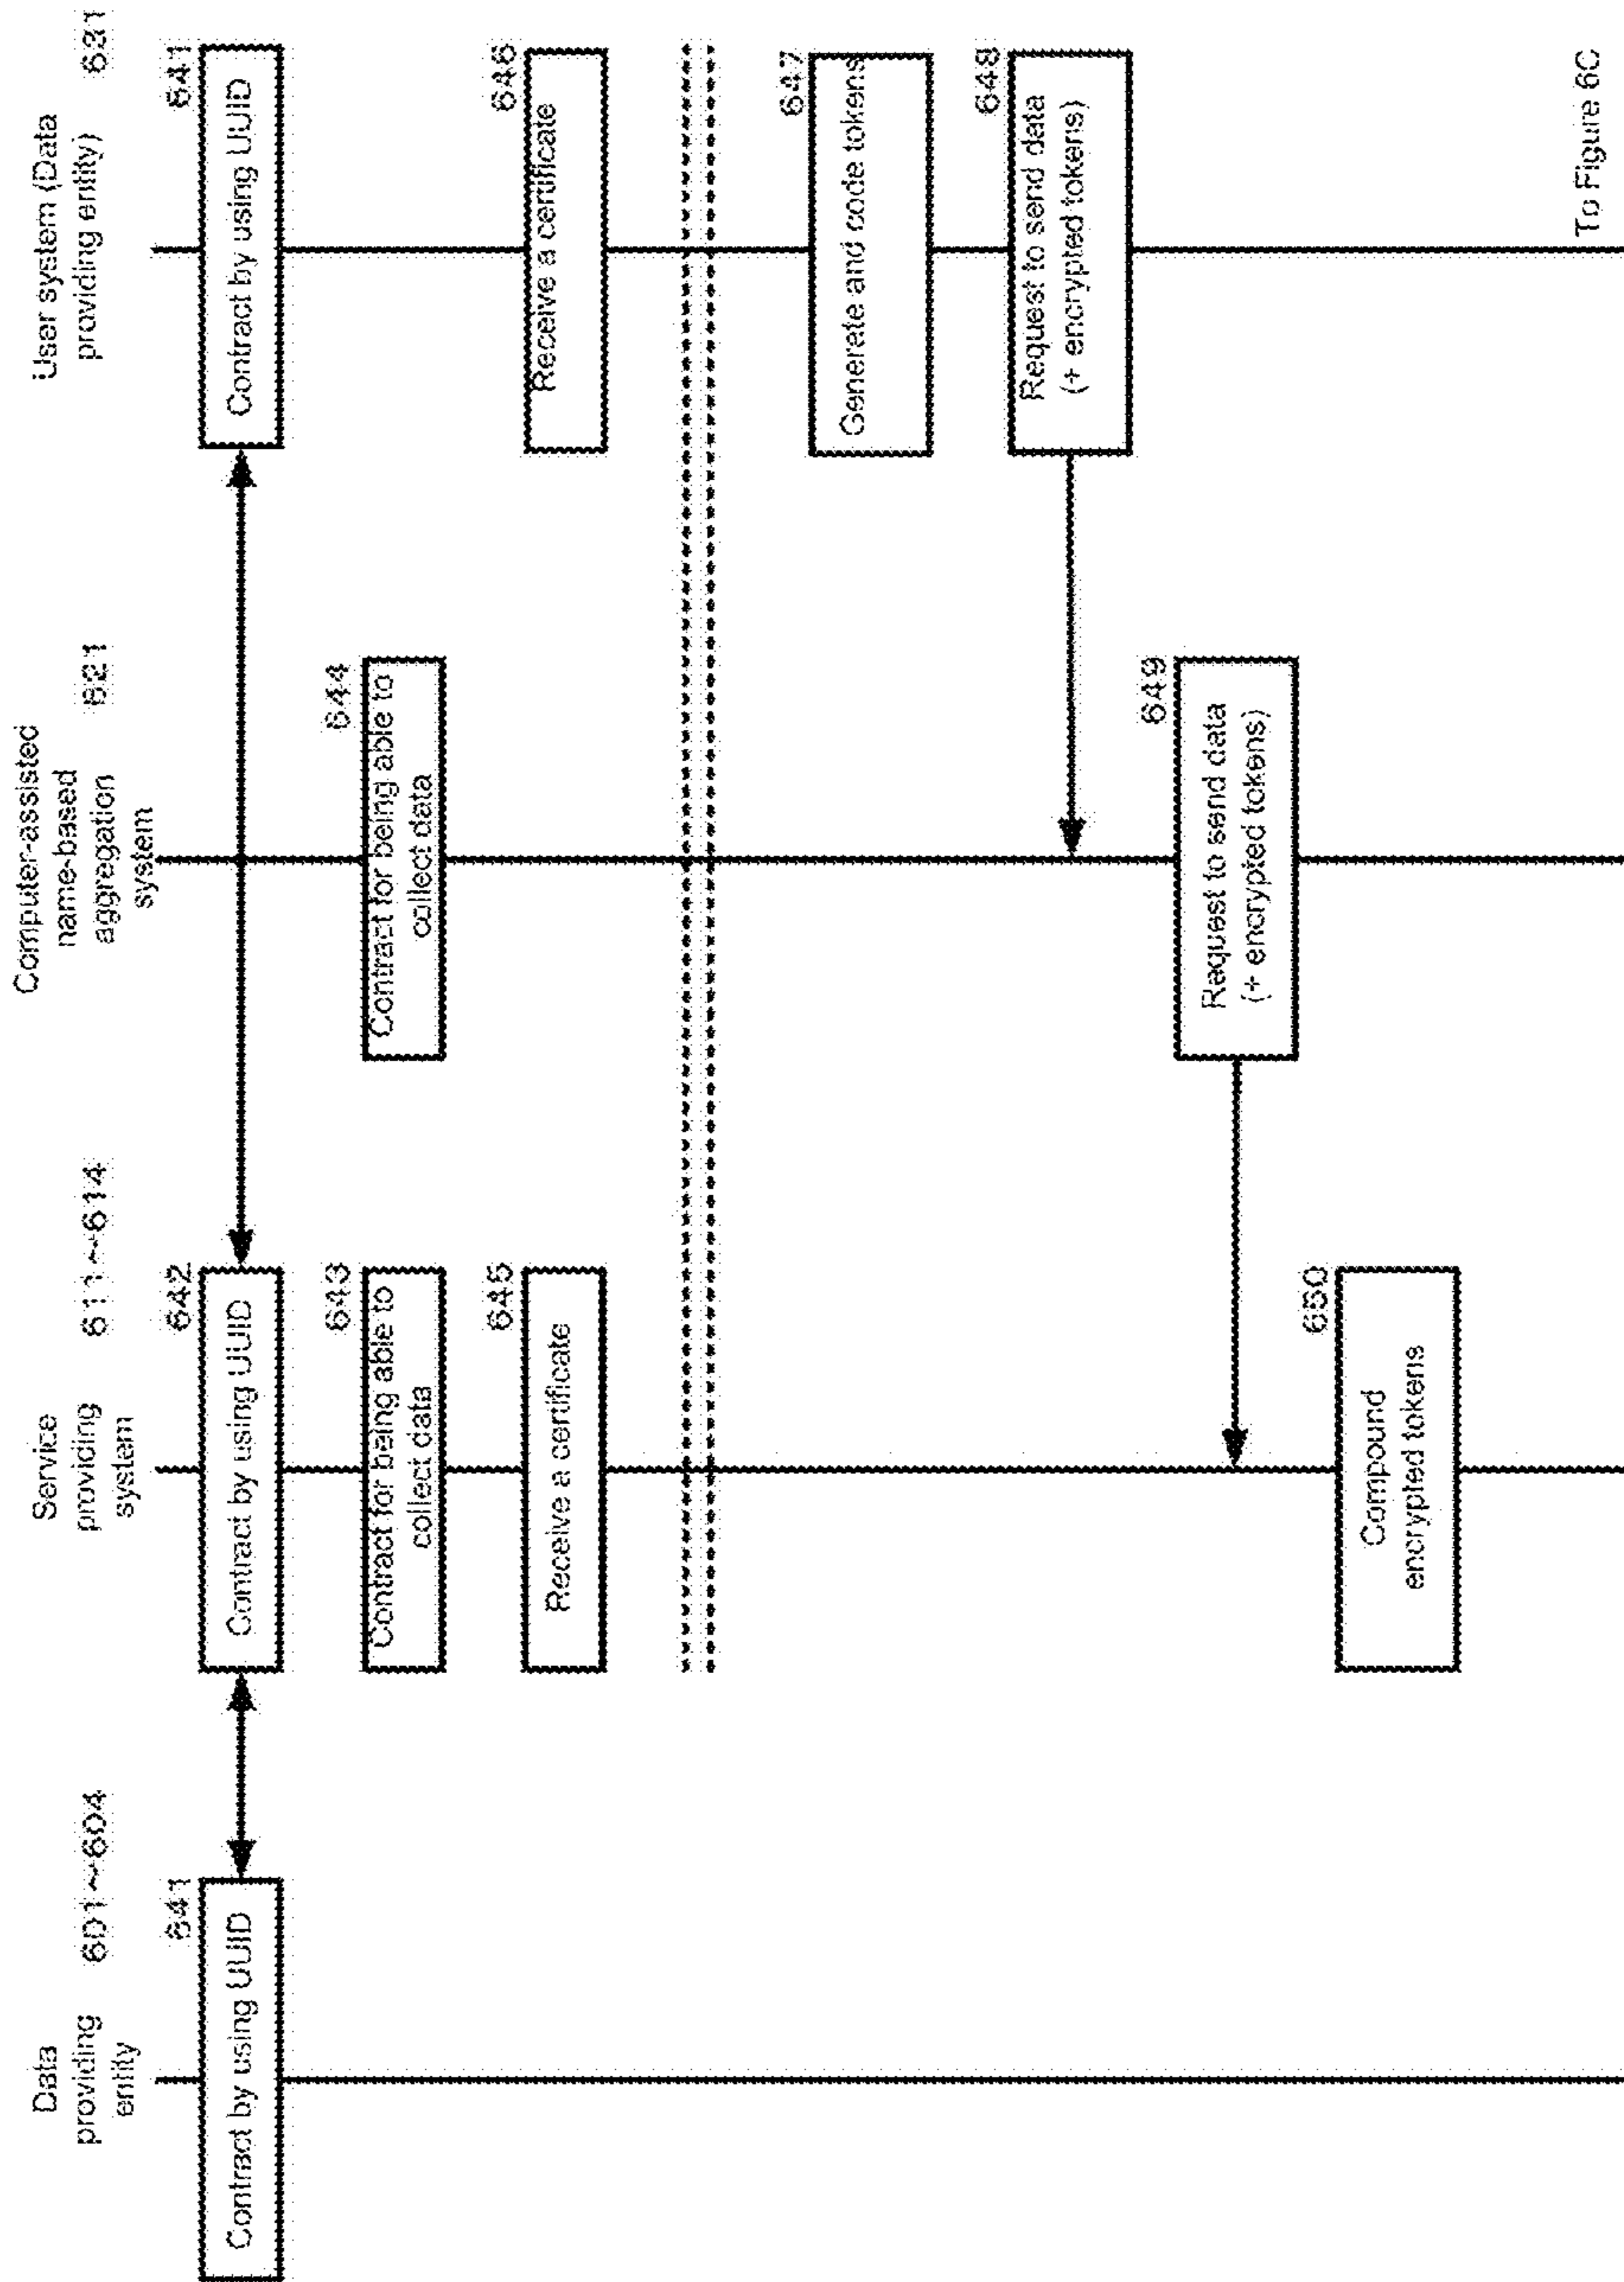 Data
providing
entity
601~604
Service
providing
system
611~614
Computer-assisted
name-based
aggregation
system
621
User system (Data
providing entity)
631
641
Contract by using UUID
642
Contract by using UUID
641
Contract by using UUID
643
Contract for being able to
collect data
644
Contract for being able to
collect data
645
Receive a certificate
646
Receive a certificate
647
Generate and code tokens
648
Request to send data
(+ encrypted tokens)
649
Request to send data
(+ encrypted tokens)
650
Compound
encrypted tokens
To Figure 6C